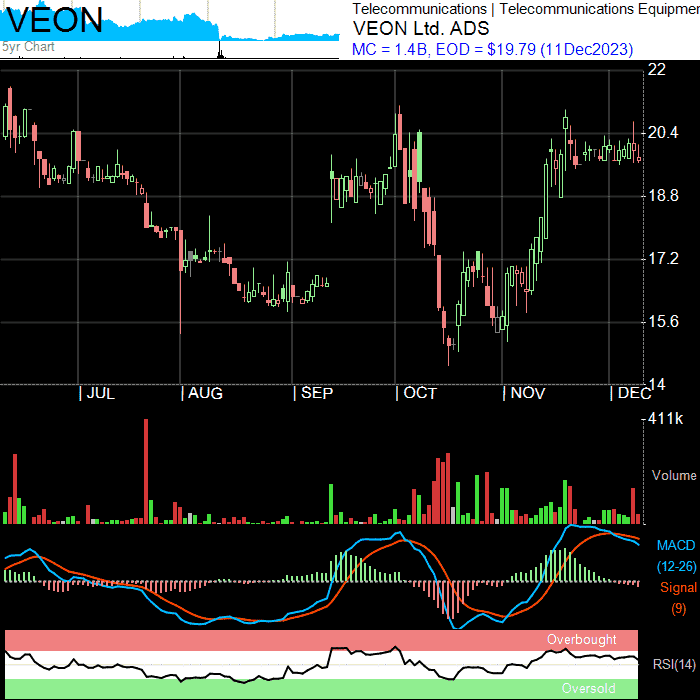 VEON
5yr Chart
Telecommunications | Telecommunications Equipmen
VEON Ltd. ADS
MC = 1.4B, EOD = $19.79 (11Dec2023)
22
20.4
18.8
17.2
15.6
14
JUL
AUG
SEP
OCT
NOV
DEC
411k
Volume
MACD
(12-26)
Signal
(9)
Overbought
RSI(14)
Oversold